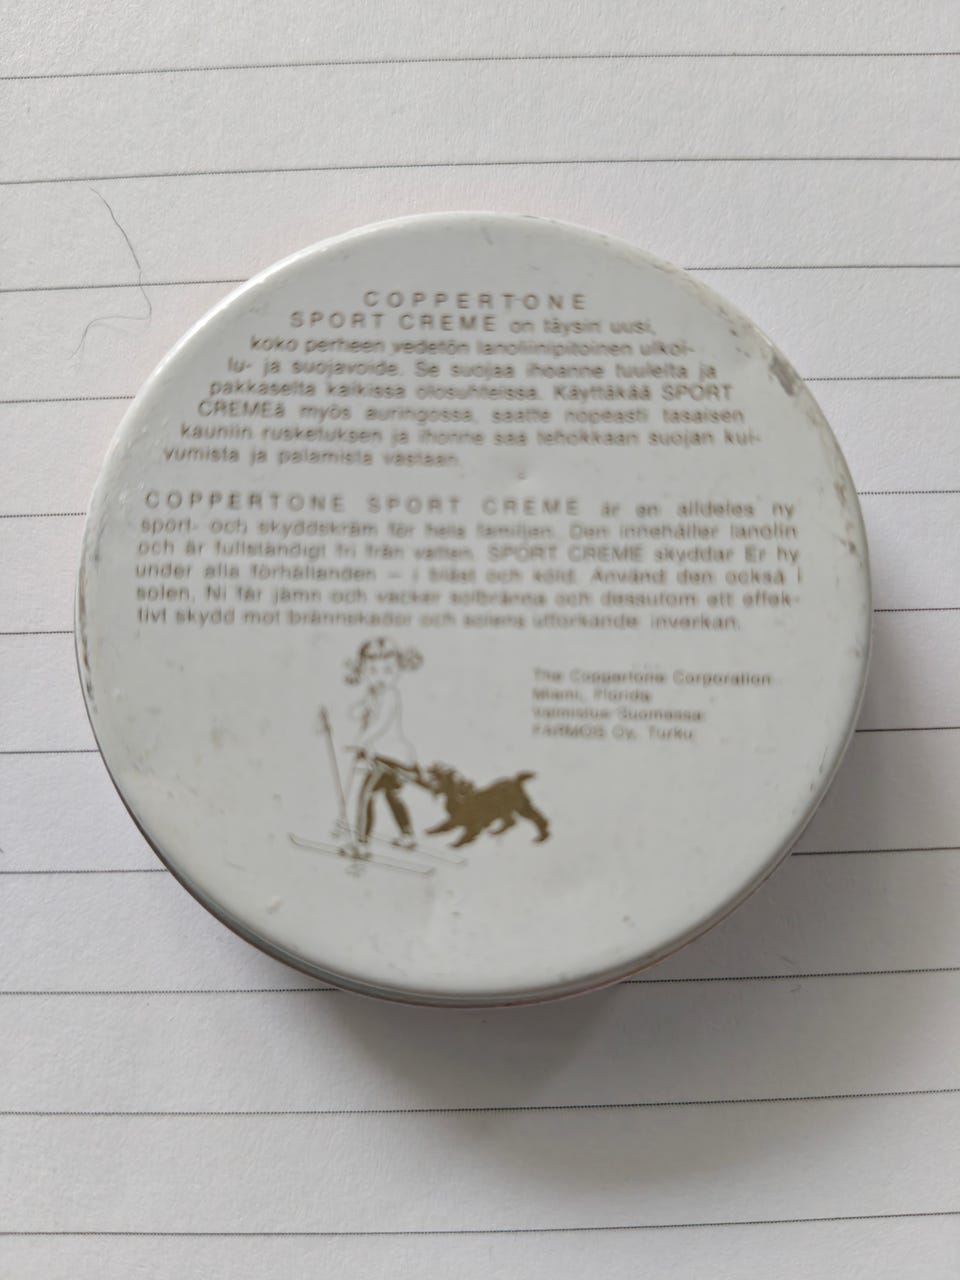 COPPERTONE
SPORT CREME on täysin uusi,
koko perheen vedetön lanoliinipitoinen ulkoi-
lu- ja suojavoide. Se suojaa ihoanne tuulelta ja
pakkaselta kaikissa olosuhteissa. Käyttäkää SPORT
CREMEä myös auringossa, saatte nopeasti tasaisen
kauniin rusketuksen ja ihonne saa tehokkaan suojan kui-
vumista ja palamista vastaan.
COPPERTONE SPORT CREME är en alldeles ny
sport- och skyddskräm för hela familjen. Den innehåller lanolin
och är fullständigt fri från vatten. SPORT CREME skyddar Er hy
under alla förhållanden – i blåst och köld. Använd den också i
solen. Ni får jämn och vacker solbränna och dessutom ett effek-
tivt skydd mot brännskador och solens uttorkande inverkan.
The Coppertone Corporation
Miami, Florida
Valmistus Suomessa:
FARMOS Oy, Turku